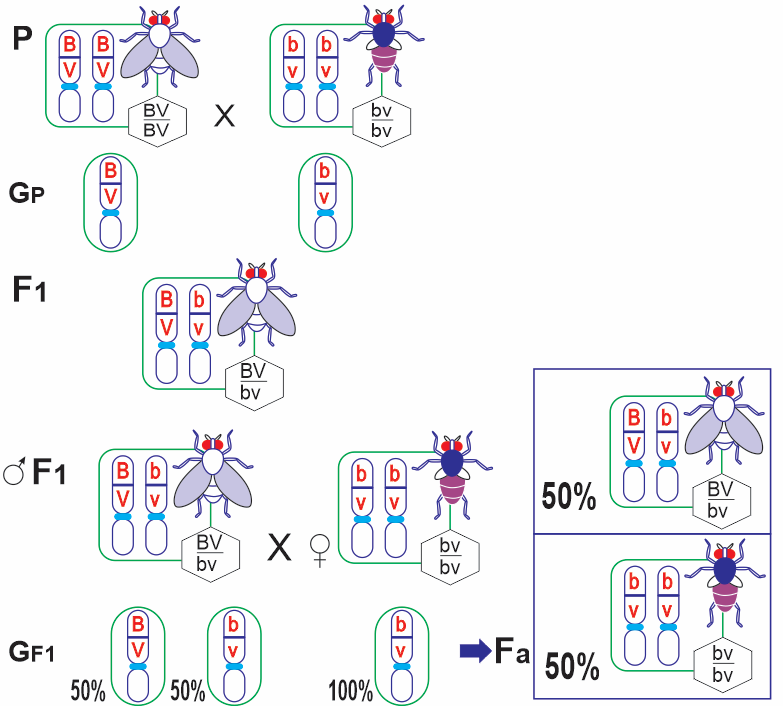 P
B B b b
V V v v
BV bv
BV X bv
GP
B b
V v
F1
B b
V v
BV
bv
♂ F1
B b b b
V v v v
BV bv
bv X ♀ bv
GF1
B b b
V v v
50% 50% 100%
Fa
B b
V v
50%
BV
bv
b b
v v
50%
bv
bv